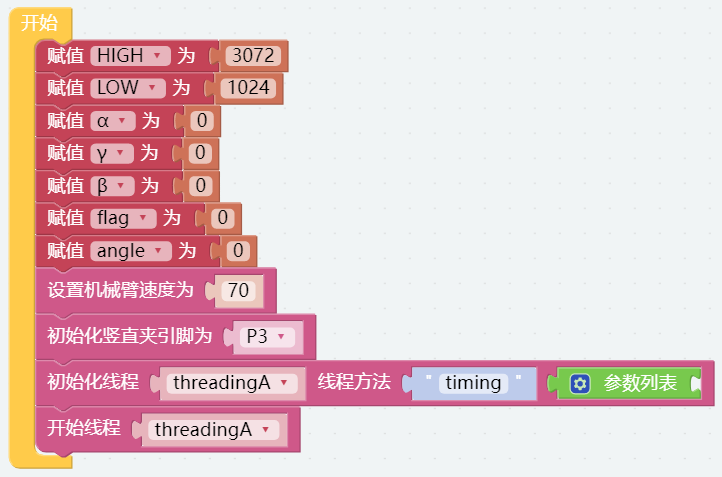 开始
赋值 HIGH 为 3072
赋值 LOW 为 1024
赋值 α 为 0
赋值 γ 为 0
赋值 β 为 0
赋值 flag 为 0
赋值 angle 为 0
设置机械臂速度为 70
初始化竖直夹引脚为 P3
初始化线程 threadingA 线程方法 " timing " 参数列表
开始线程 threadingA